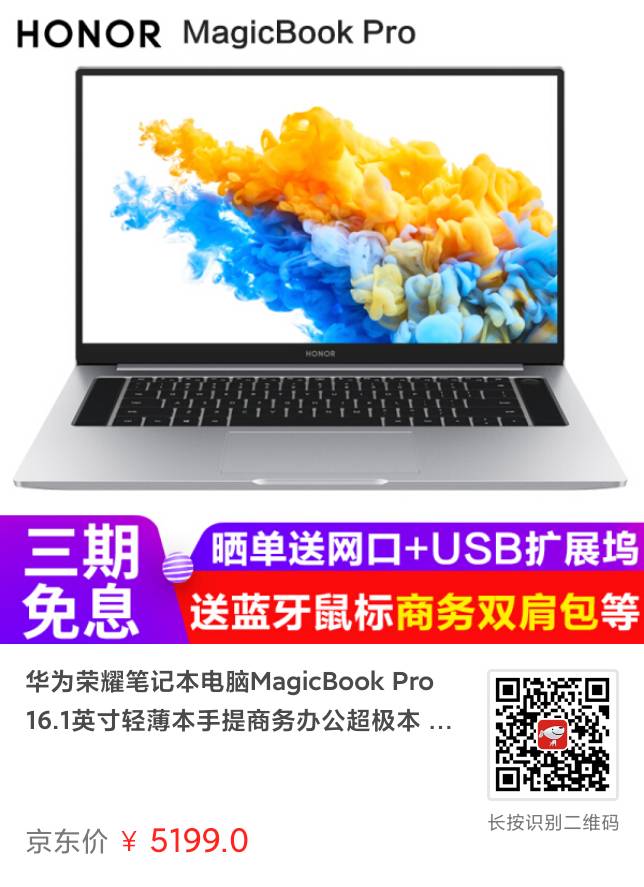 HONOR MagicBook Pro
HONOR
三期
免息
晒单送网口+USB扩展坞
送蓝牙鼠标商务双肩包等
华为荣耀笔记本电脑MagicBook Pro
16.1英寸轻薄本手提商务办公超极本 ...
长按识别二维码
京东价 ¥ 5199.0